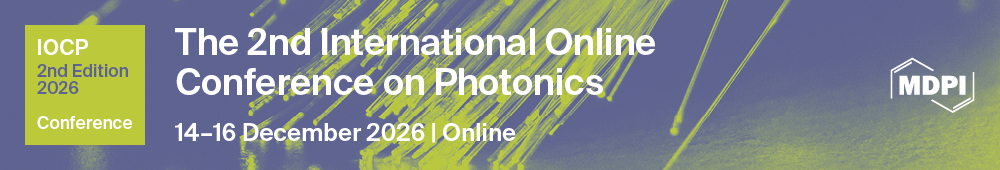 IOCP
2nd Edition
2026
Conference
The 2nd International Online
Conference on Photonics
14–16 December 2026 | Online
MDPI